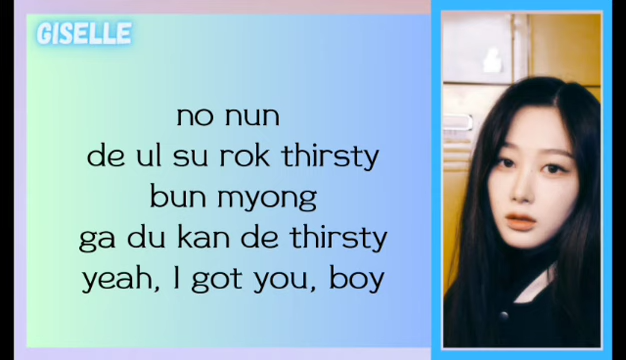 GISELLE
no nun
de ul su rok thirsty
bun myong
ga du kan de thirsty
yeah, I got you, boy